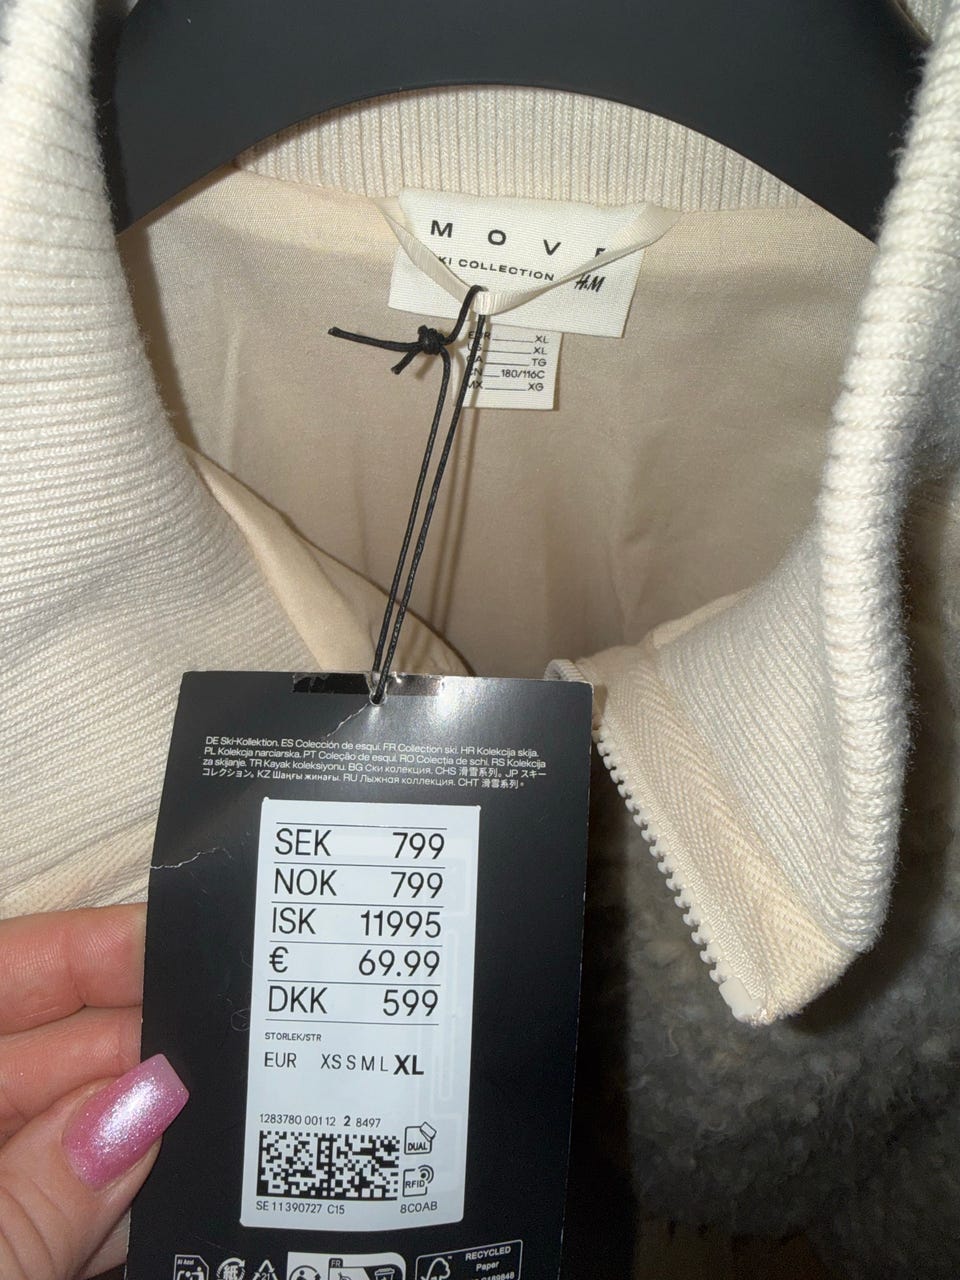 MOVE
KI COLLECTION H&M
XL
XL
TG
CN 180/116C
MX XG
DE Ski-Kollektion. ES Colección de esquí. FR Collection ski. HR Kolekcija skija.
PL Kolekcja narciarska. PT Coleção de esqui. RO Colecția de schi. RS Kolekcija
za skijanje. TR Kayak koleksiyonu. BG Ски колекция. CHS 滑雪系列。JP スキー
コレクション。KZ Шаңғы жинағы. RU Лыжная коллекция. CHT 滑雪系列。
SEK 799
NOK 799
ISK 11995
€ 69.99
DKK 599
STORLEK/STR
EUR XS S M L XL
1283780 001 12 2 8497
DUAL
RFID
SE 11390727 C15 8C0AB
FR
RECYCLED
Paper